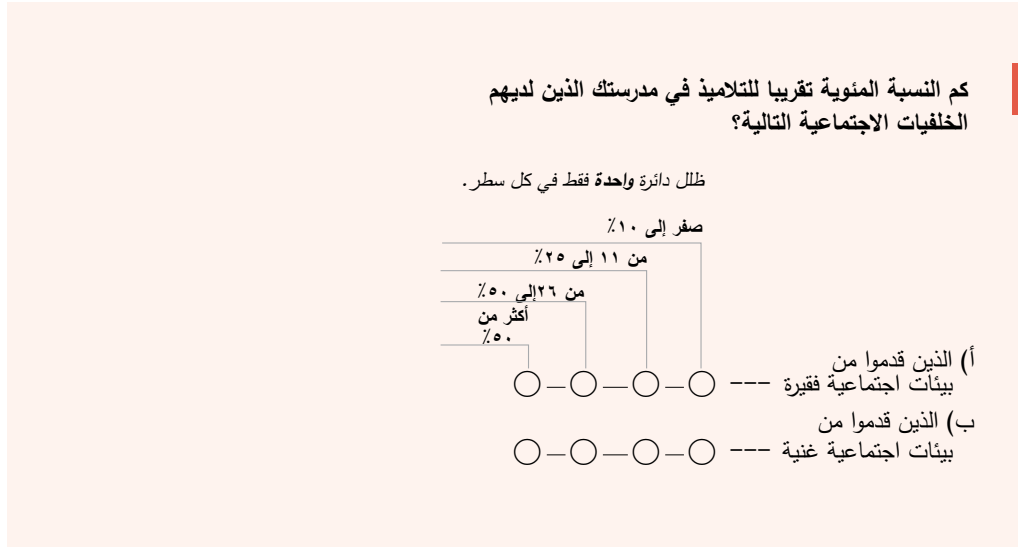 كم النسبة المئوية تقريبا للتلاميذ في مدرستك الذين لديهم
الخلفيات الاجتماعية التالية؟
ظلل دائرة واحدة فقط في كل سطر.
صفر إلى ١٠٪
من ١١ إلى ٢٥٪
من ٢٦إلى ٥٠٪
أكثر من
٥٠٪
أ) الذين قدموا من
بيئات اجتماعية فقيرة ---
ب) الذين قدموا من
بيئات اجتماعية غنية ---